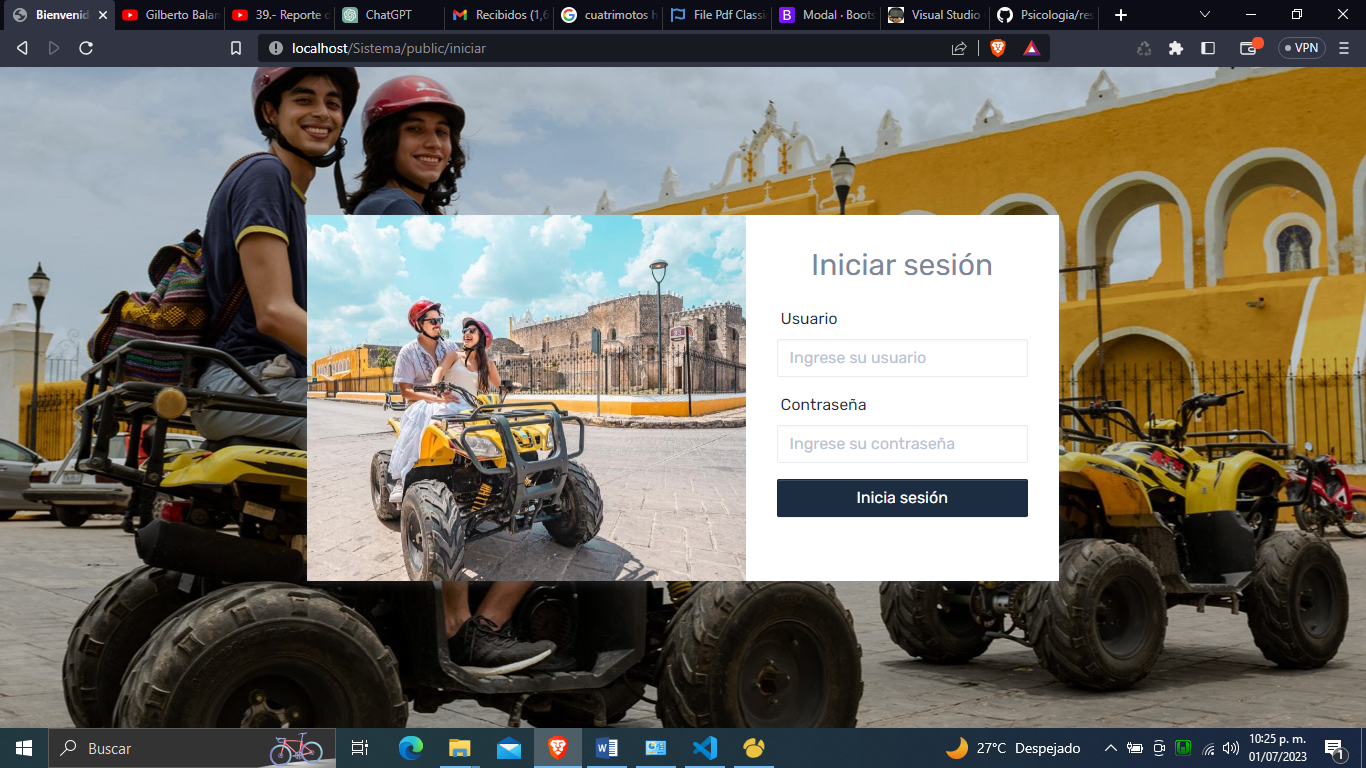 Bienvenid
Gilberto Balan
39.- Reporte c
ChatGPT
Recibidos (1,6
cuatrimotos h
File Pdf Classi
Modal · Boots
Visual Studio
Psicologia/res
localhost/Sistema/public/iniciar
VPN
Iniciar sesión
Usuario
Ingrese su usuario
Contraseña
Ingrese su contraseña
Inicia sesión
Buscar
27°C Despejado
10:25 p. m.
01/07/2023
1